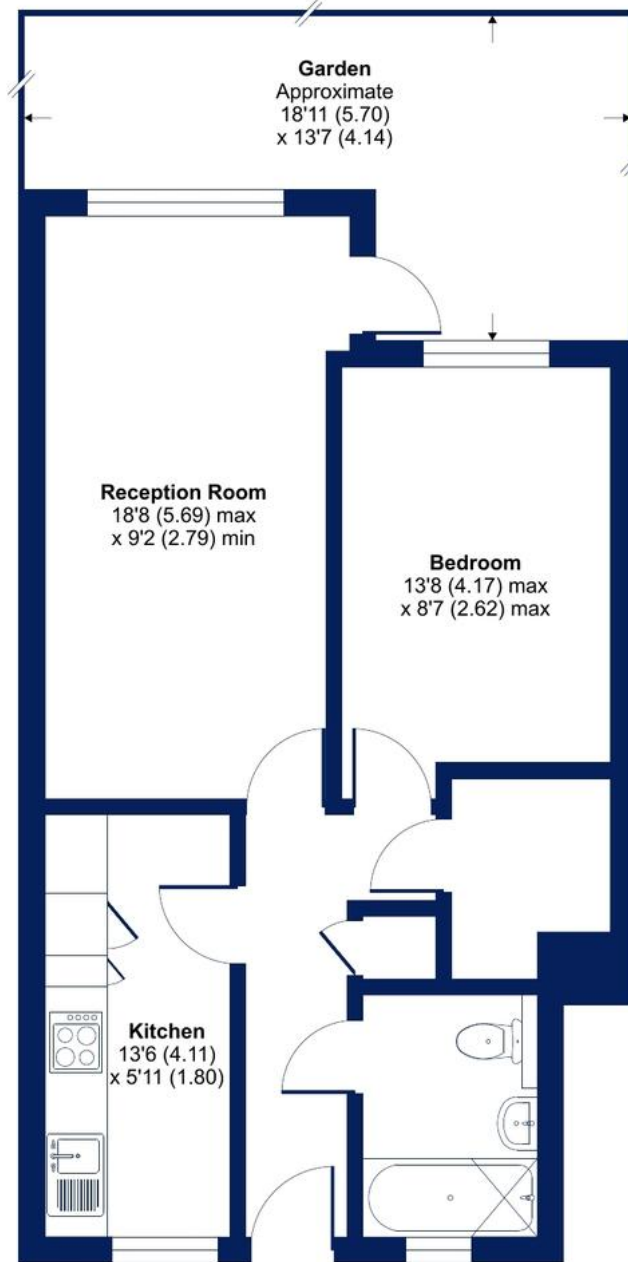 Garden
Approximate
18'11 (5.70)
x 13'7 (4.14)
Reception Room
18'8 (5.69) max
x 9'2 (2.79) min
Bedroom
13'8 (4.17) max
x 8'7 (2.62) max
Kitchen
13'6 (4.11)
x 5'11 (1.80)